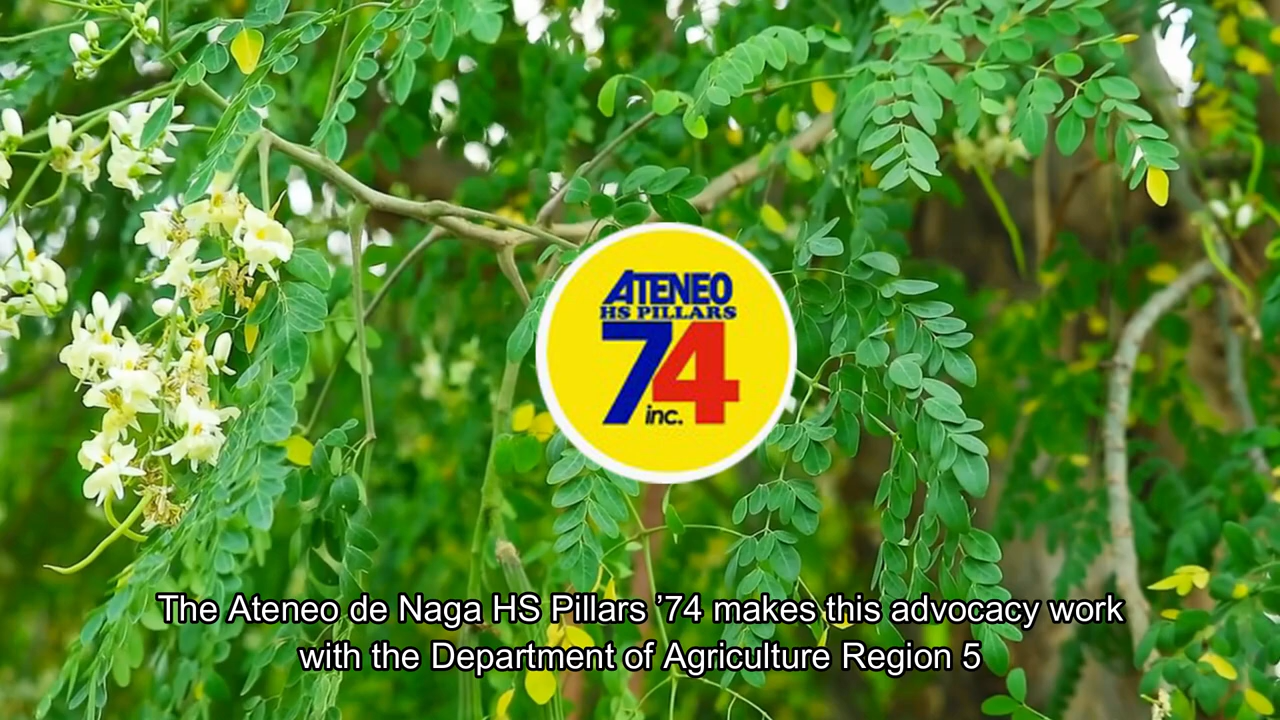 ATENEO
HS PILLARS
74
inc.
The Ateneo de Naga HS Pillars ’74 makes this advocacy work
with the Department of Agriculture Region 5